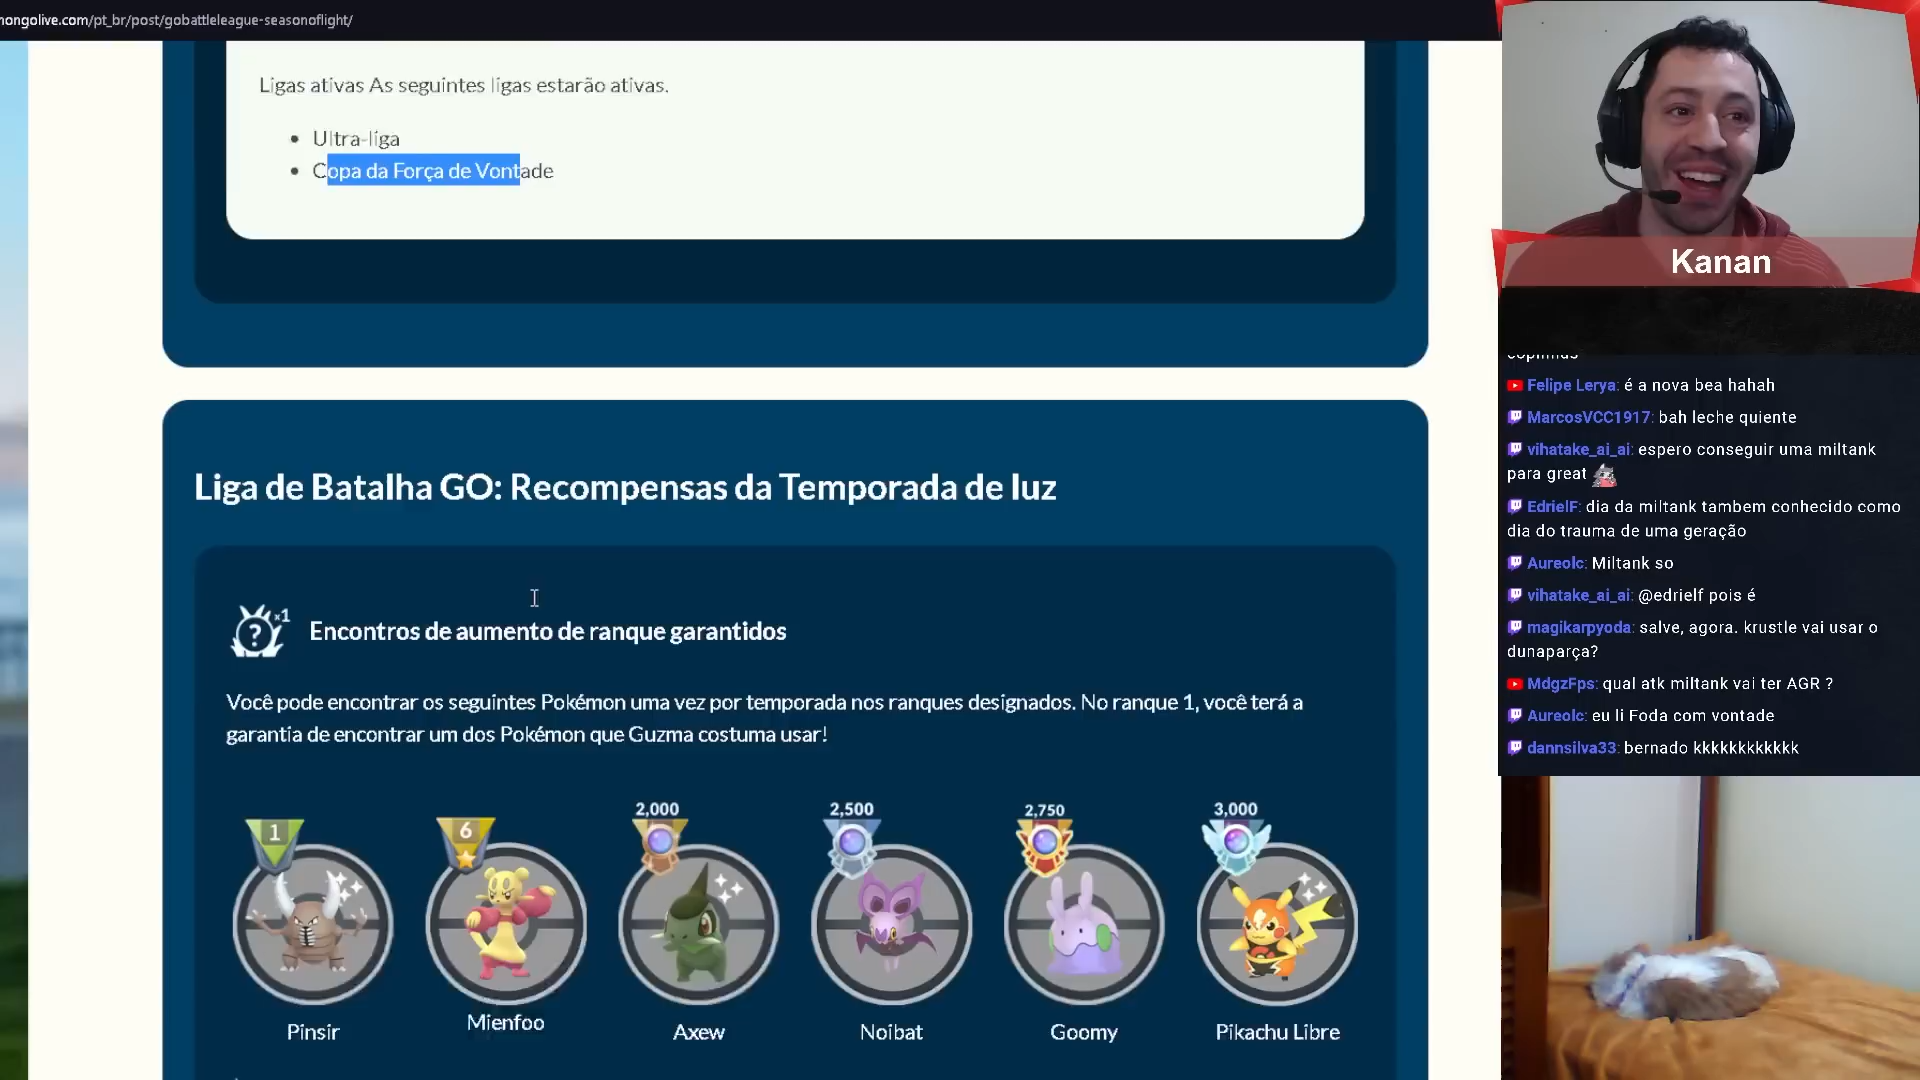 nongolive.com/pt_br/post/gobattleleague-seasonoflight/
Ligas ativas As seguintes ligas estarão ativas.
Ultra-liga
Copa da Força de Vontade
Liga de Batalha GO: Recompensas da Temporada de luz
x1
Encontros de aumento de ranque garantidos
Você pode encontrar os seguintes Pokémon uma vez por temporada nos ranques designados. No ranque 1, você terá a
garantia de encontrar um dos Pokémon que Guzma costuma usar!
1
6
2,000
2,500
2,750
3,000
Pinsir
Mienfoo
Axew
Noibat
Goomy
Pikachu Libre
Kanan
Felipe Lerya: é a nova bea hahah
MarcosVCC1917: bah leche quiente
vihatake_ai_ai: espero conseguir uma miltank
para great
EdrielF: dia da miltank tambem conhecido como
dia do trauma de uma geração
Aureolc: Miltank so
vihatake_ai_ai: @edrielf pois é
magikarpyoda: salve, agora. krustle vai usar o
dunaparça?
MdgzFps: qual atk miltank vai ter AGR ?
Aureolc: eu li Foda com vontade
dannsilva33: bernado kkkkkkkkkkkk